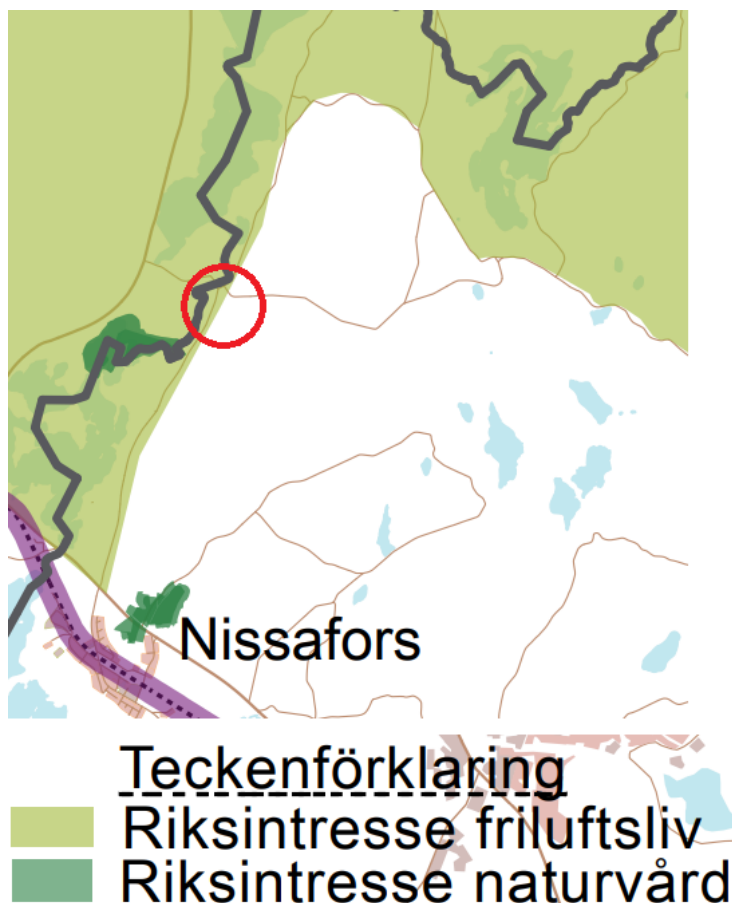 Nissafors
Teckenförklaring
Riksintresse friluftsliv
Riksintresse naturvård